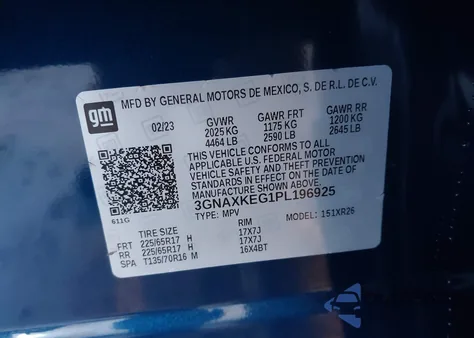 gm
MFD BY GENERAL MOTORS DE MEXICO, S. DE R.L. DE C.V.
02/23 GVWR GAWR FRT GAWR RR
2025 KG 1175 KG 1200 KG
4464 LB 2590 LB 2645 LB
THIS VEHICLE CONFORMS TO ALL
APPLICABLE U.S. FEDERAL MOTOR
VEHICLE SAFETY AND THEFT PREVENTION
STANDARDS IN EFFECT ON THE DATE OF
MANUFACTURE SHOWN ABOVE.
3GNAXKEG1PL196925
611G TYPE: MPV MODEL: 151XR26
TIRE SIZE RIM
FRT 225/65R17 H 17X7J
RR 225/65R17 H 17X7J
SPA T135/70R16 M 16X4BT